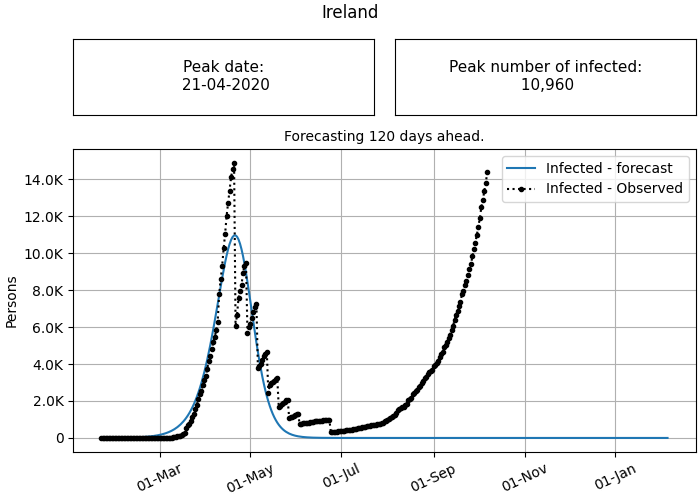 Ireland
Peak date:
21-04-2020
Peak number of infected:
10,960
Forecasting 120 days ahead.
Infected - forecast
Infected - Observed
Persons
14.0K
12.0K
10.0K
8.0K
6.0K
4.0K
2.0K
0
01-Mar
01-May
01-Jul
01-Sep
01-Nov
01-Jan